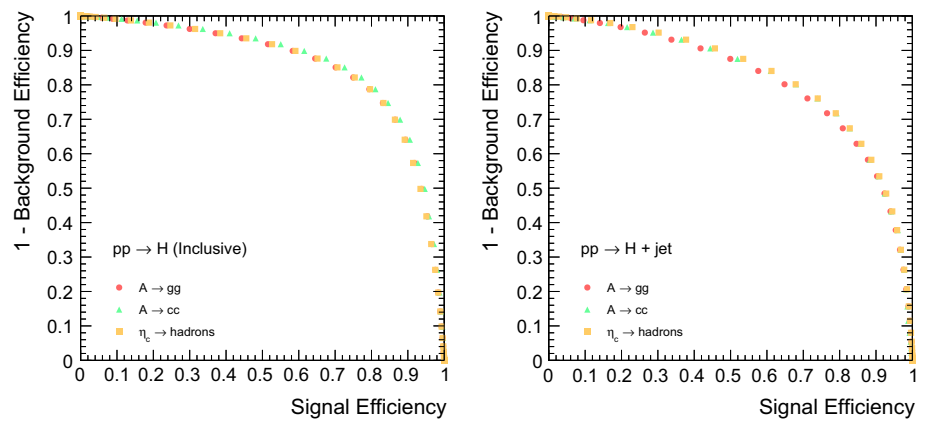 1 - Background Efficiency
1
0.9
0.8
0.7
0.6
0.5
0.4
0.3
0.2
0.1
0
pp → H (Inclusive)
A → gg
A → cc
η_c → hadrons
0 0.1 0.2 0.3 0.4 0.5 0.6 0.7 0.8 0.9 1
Signal Efficiency
1 - Background Efficiency
1
0.9
0.8
0.7
0.6
0.5
0.4
0.3
0.2
0.1
0
pp → H + jet
A → gg
A → cc
η_c → hadrons
0 0.1 0.2 0.3 0.4 0.5 0.6 0.7 0.8 0.9 1
Signal Efficiency